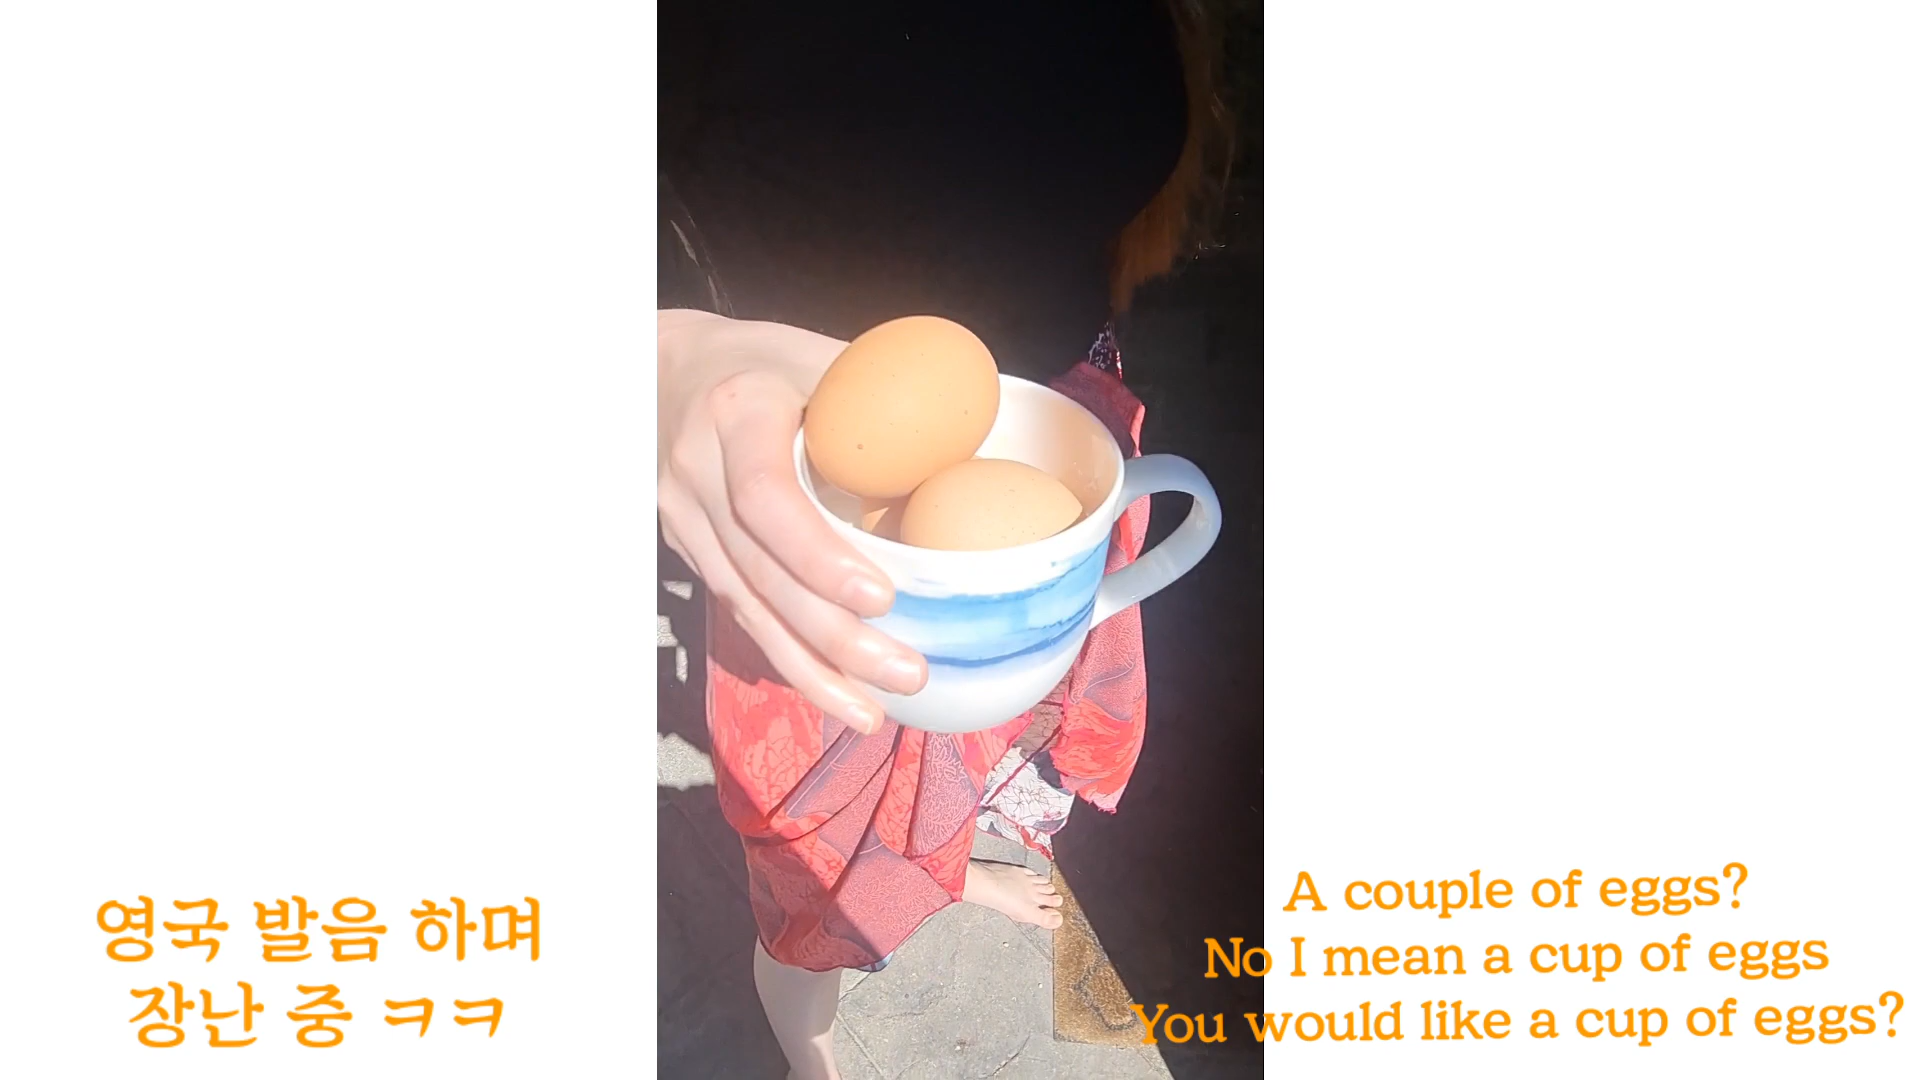 영국 발음 하며
장난 중 ㅋㅋ
A couple of eggs?
No I mean a cup of eggs
You would like a cup of eggs?